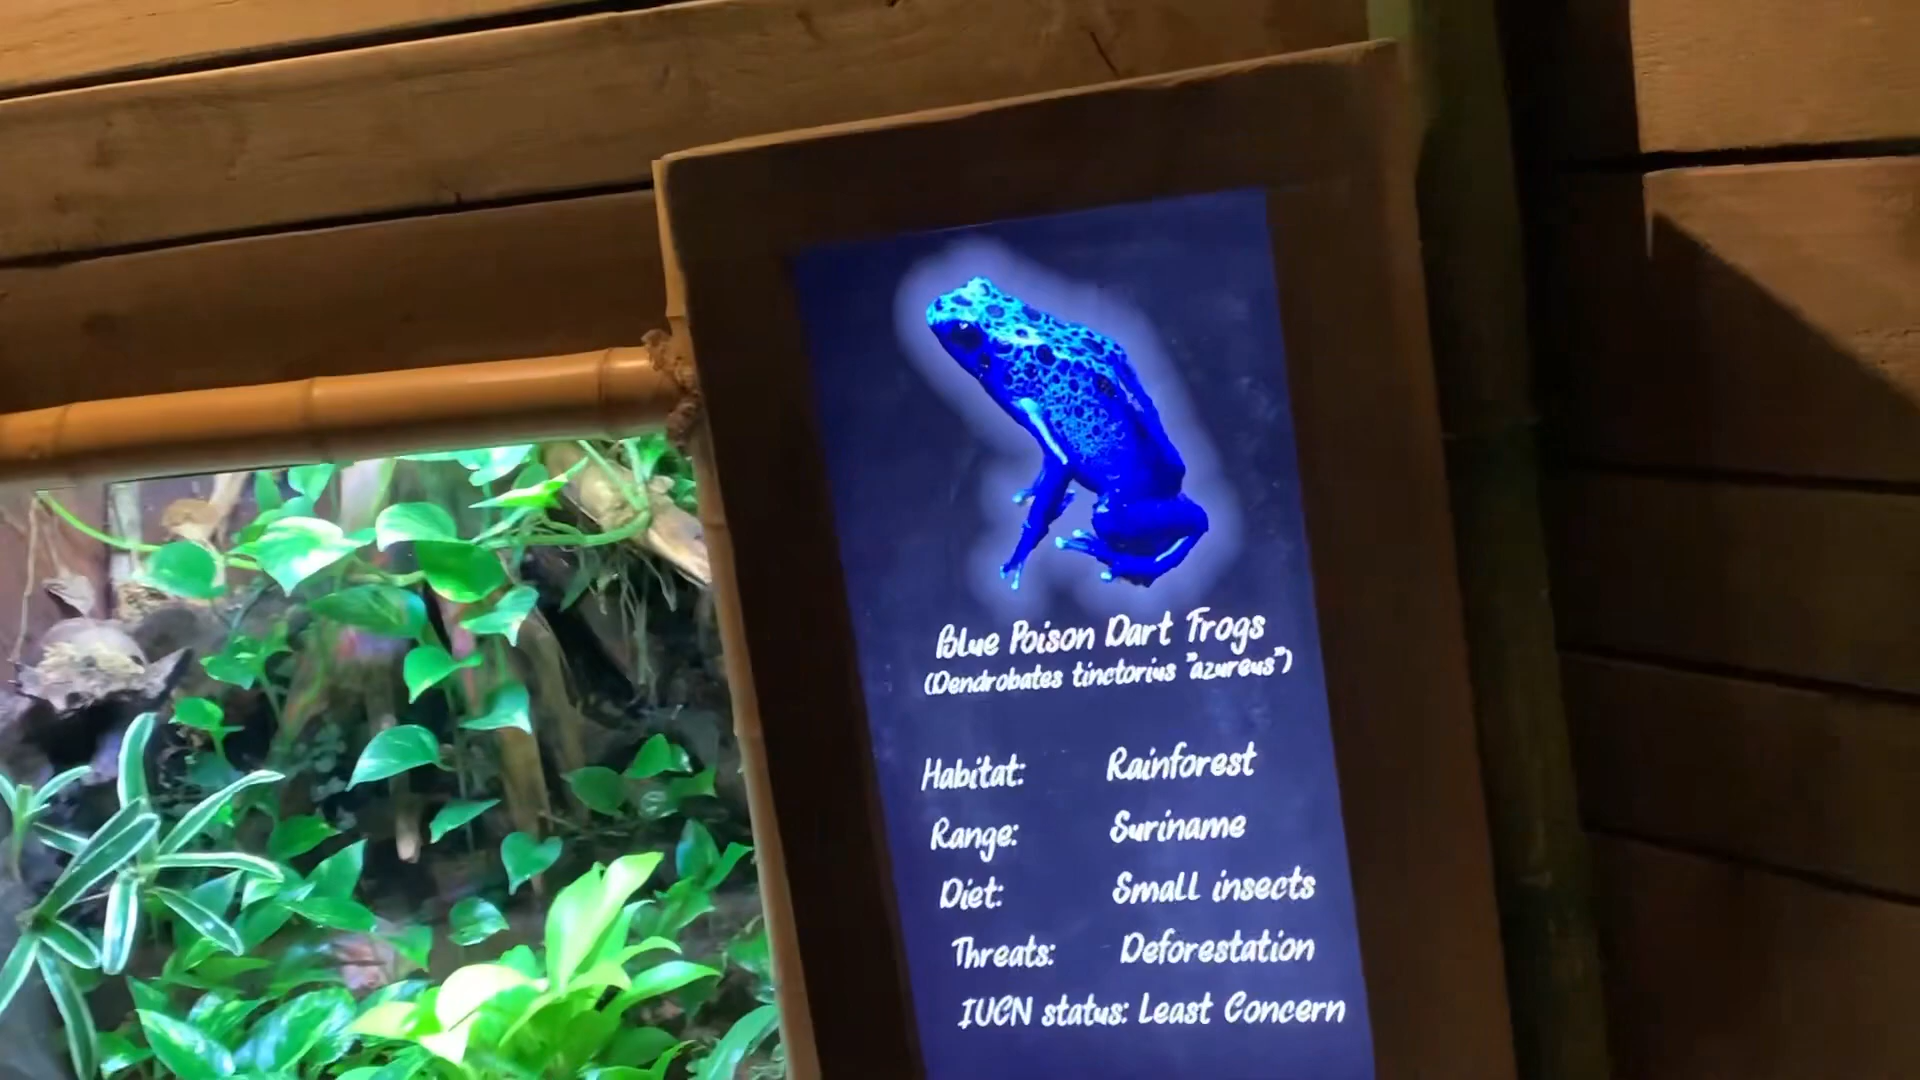 Blue Poison Dart Frogs
(Dendrobates tinctorius "azureus")
Habitat: Rainforest
Range: Suriname
Diet: Small insects
Threats: Deforestation
IUCN status: Least Concern